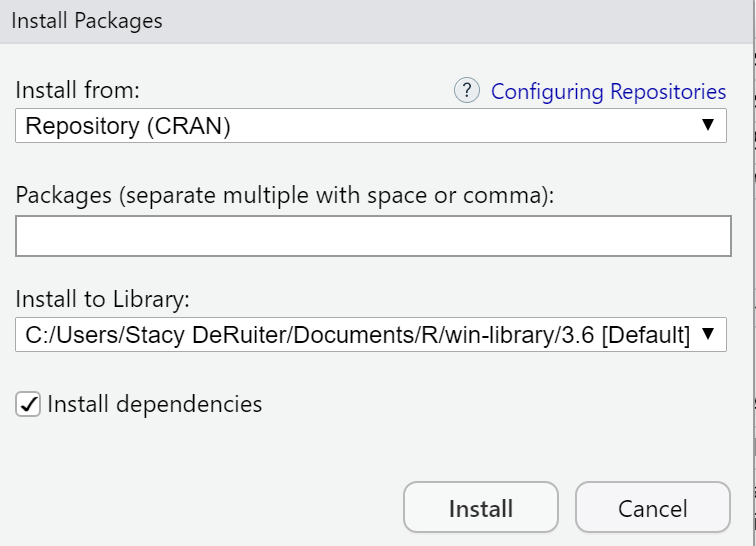 Install Packages
Install from:
? Configuring Repositories
Repository (CRAN)
Packages (separate multiple with space or comma):
Install to Library:
C:/Users/Stacy DeRuiter/Documents/R/win-library/3.6 [Default]
Install dependencies
Install
Cancel